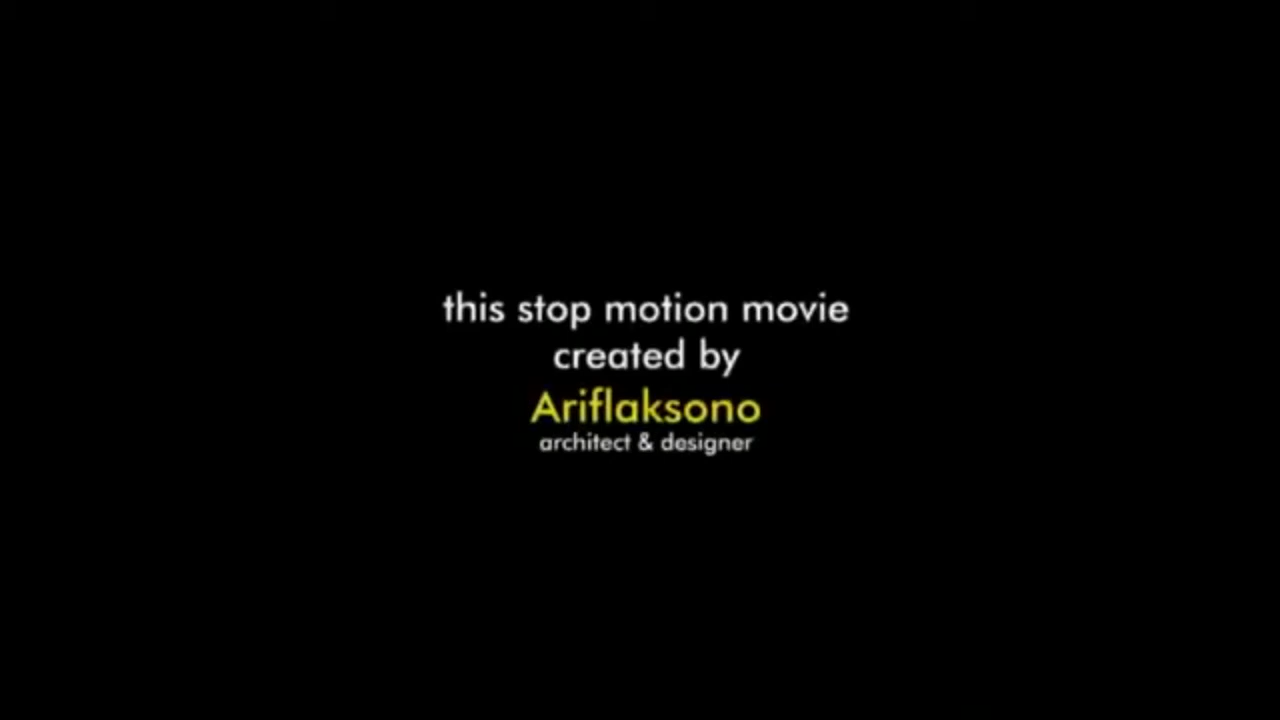 this stop motion movie
created by
Ariflaksono
architect & designer